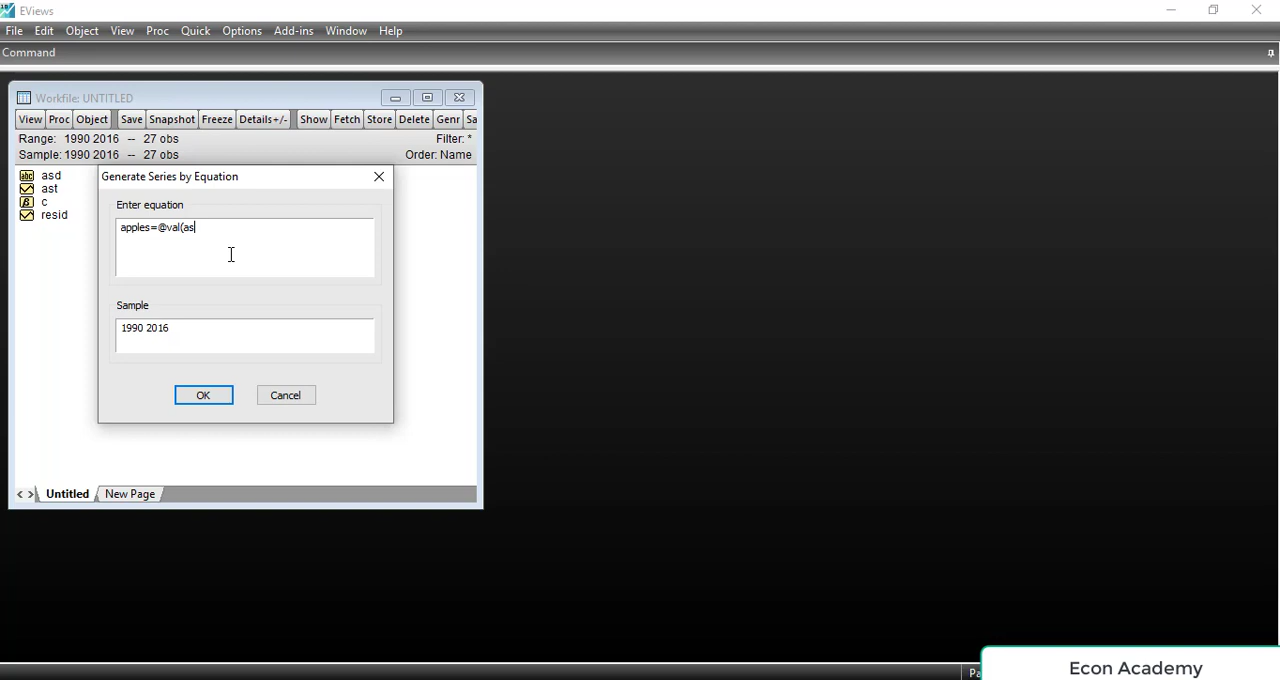 EViews
File Edit Object View Proc Quick Options Add-ins Window Help
Command
Workfile: UNTITLED
View Proc Object Save Snapshot Freeze Details+/- Show Fetch Store Delete Genr Sa
Range: 1990 2016 -- 27 obs Filter: *
Sample: 1990 2016 -- 27 obs Order: Name
abc asd
ast
β c
resid
Generate Series by Equation
Enter equation
apples=@val(as
Sample
1990 2016
OK Cancel
Untitled New Page
Pa
Econ Academy